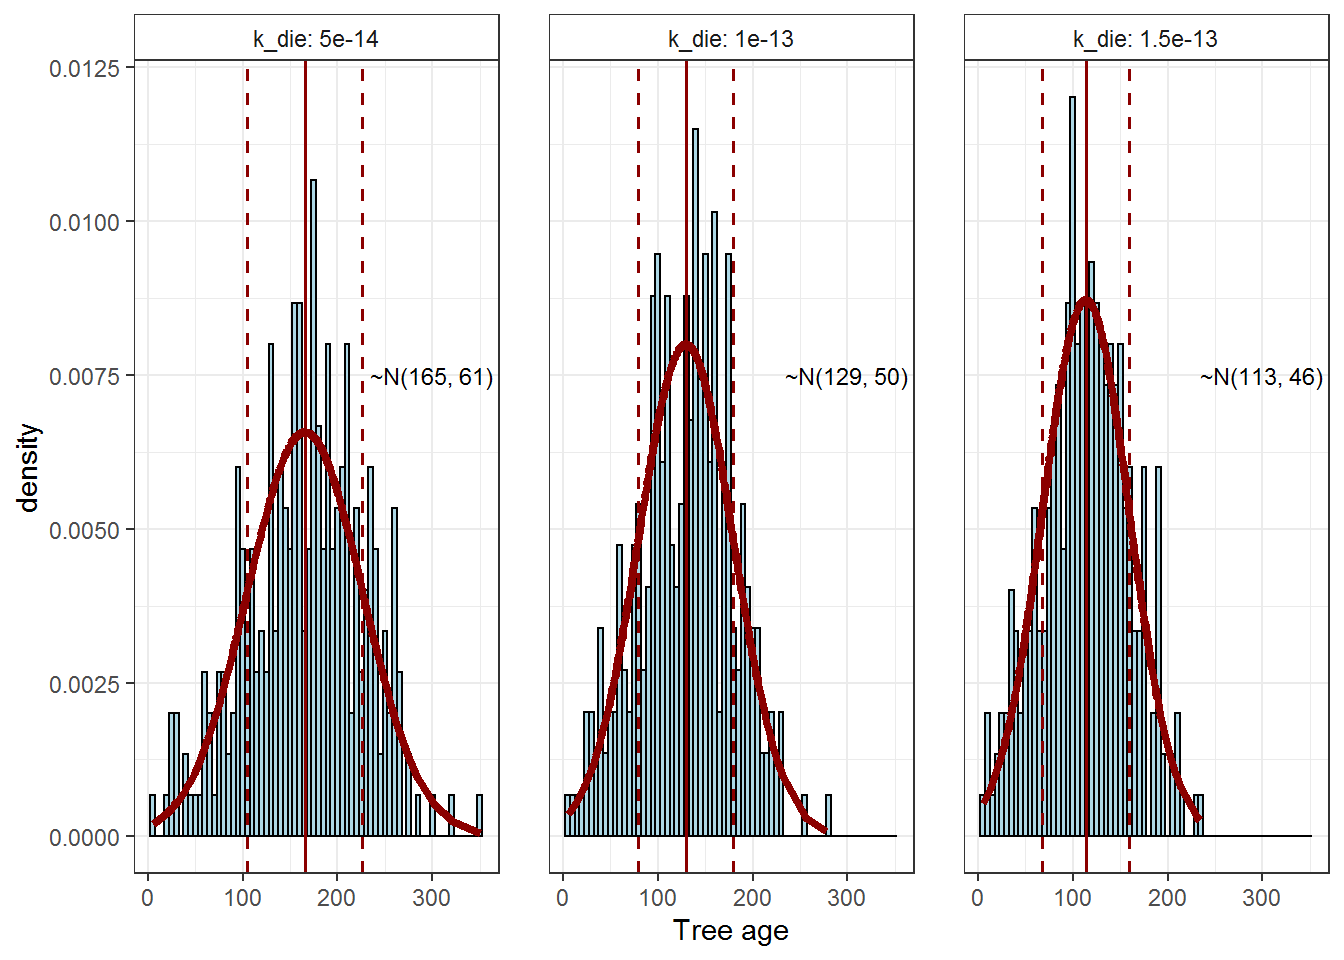 k_die: 5e-14
k_die: 1e-13
k_die: 1.5e-13
0.0125
0.0100
0.0075
0.0050
0.0025
0.0000
density
~N(165, 61)
~N(129, 50)
~N(113, 46)
0 100 200 300
0 100 200 300
0 100 200 300
Tree age